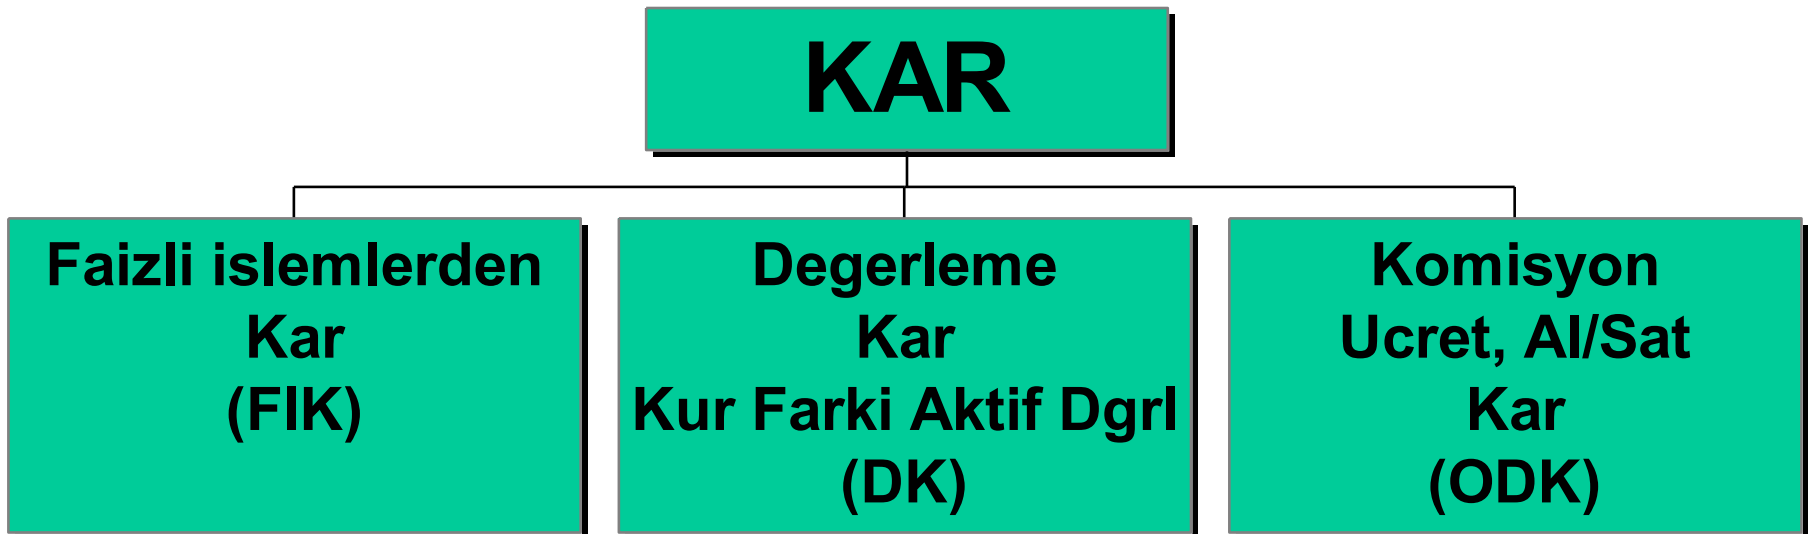 KAR
Faizli islemlerden
Kar
(FIK)
Degerleme
Kar
Kur Farki Aktif Dgrl
(DK)
Komisyon
Ucret, Al/Sat
Kar
(ODK)